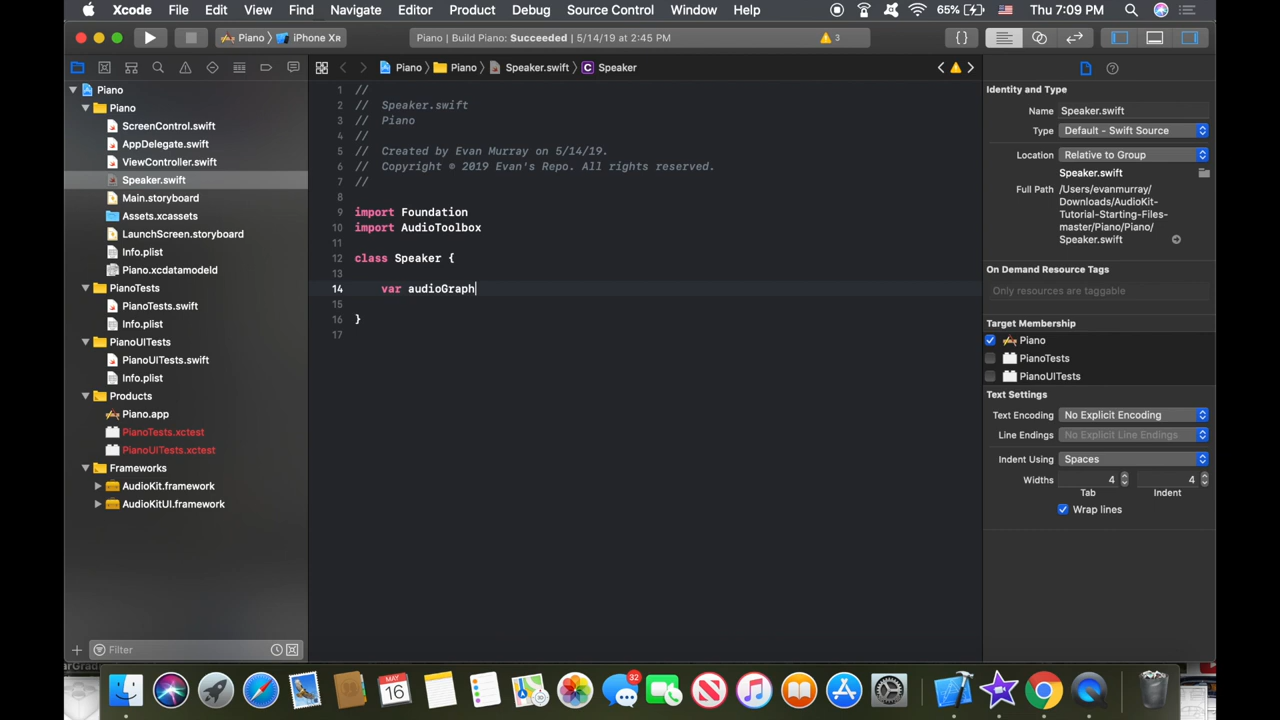 Xcode File Edit View Find Navigate Editor Product Debug Source Control Window Help 65% Thu 7:09 PM
Piano iPhone XR Piano | Build Piano: Succeeded | 5/14/19 at 2:45 PM 3 {}
Piano Piano Speaker.swift C Speaker
Piano
Piano
ScreenControl.swift
AppDelegate.swift
ViewController.swift
Speaker.swift
Main.storyboard
Assets.xcassets
LaunchScreen.storyboard
Info.plist
Piano.xcdatamodeld
PianoTests
PianoTests.swift
Info.plist
PianoUITests
PianoUITests.swift
Info.plist
Products
Piano.app
PianoTests.xctest
PianoUITests.xctest
Frameworks
AudioKit.framework
AudioKitUI.framework
Filter
1 //
2 // Speaker.swift
3 // Piano
4 //
5 // Created by Evan Murray on 5/14/19.
6 // Copyright © 2019 Evan's Repo. All rights reserved.
7 //
8
9 import Foundation
10 import AudioToolbox
11
12 class Speaker {
13
14 var audioGraph
15
16 }
17
Identity and Type
Name Speaker.swift
Type Default - Swift Source
Location Relative to Group
Speaker.swift
Full Path /Users/evanmurray/
Downloads/AudioKit-
Tutorial-Starting-Files-
master/Piano/Piano/
Speaker.swift
On Demand Resource Tags
Only resources are taggable
Target Membership
Piano
PianoTests
PianoUITests
Text Settings
Text Encoding No Explicit Encoding
Line Endings No Explicit Line Endings
Indent Using Spaces
Widths 4 4
Tab Indent
Wrap lines
MAY
16
32